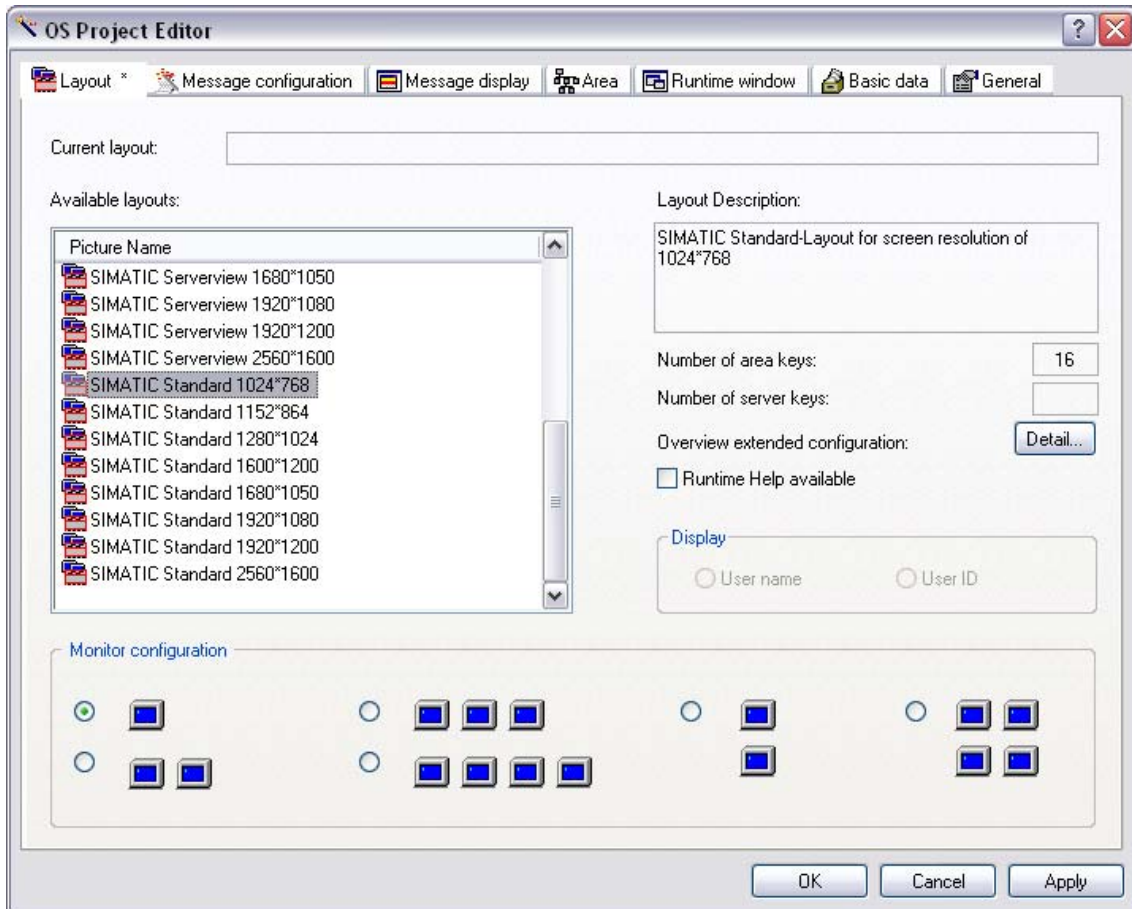 OS Project Editor
Layout * Message configuration Message display Area Runtime window Basic data General
Current layout:
Available layouts:
Picture Name
SIMATIC Serverview 1680*1050
SIMATIC Serverview 1920*1080
SIMATIC Serverview 1920*1200
SIMATIC Serverview 2560*1600
SIMATIC Standard 1024*768
SIMATIC Standard 1152*864
SIMATIC Standard 1280*1024
SIMATIC Standard 1600*1200
SIMATIC Standard 1680*1050
SIMATIC Standard 1920*1080
SIMATIC Standard 1920*1200
SIMATIC Standard 2560*1600
Layout Description:
SIMATIC Standard-Layout for screen resolution of
1024*768
Number of area keys: 16
Number of server keys:
Overview extended configuration: Detail...
Runtime Help available
Display
User name User ID
Monitor configuration
OK Cancel Apply